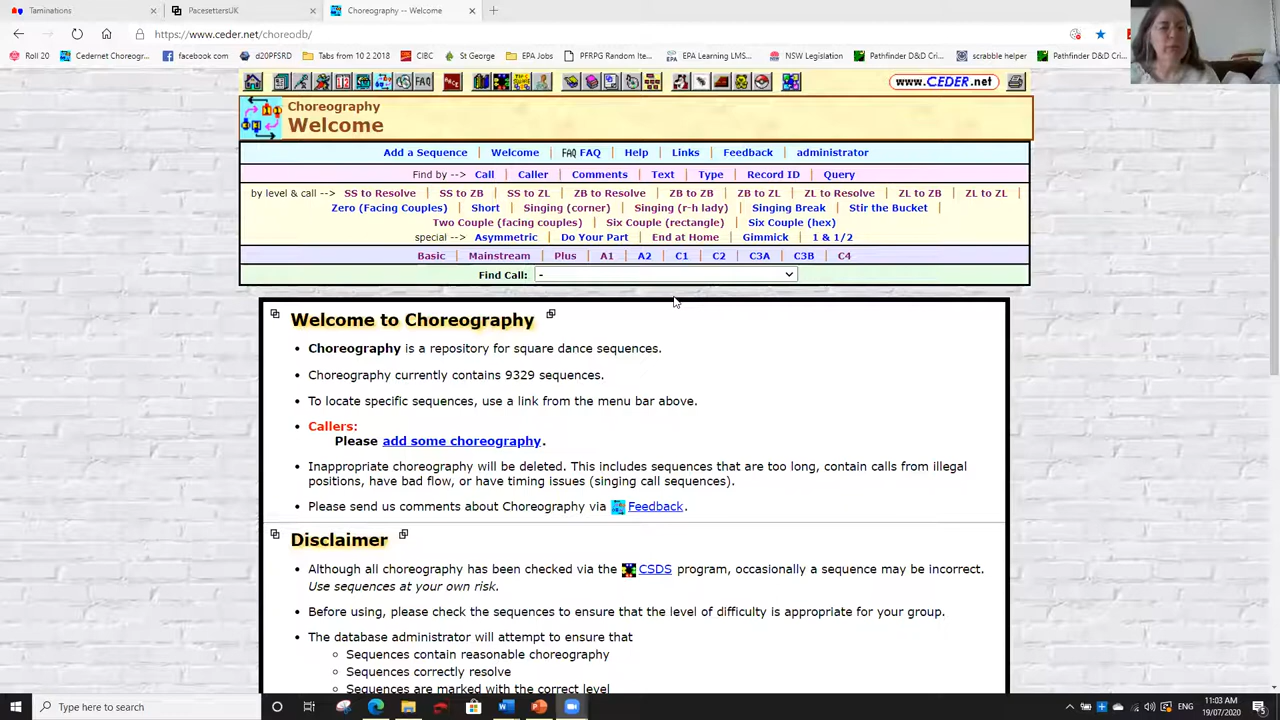 Taminations
PacesettersUK
Choreography -- Welcome
https://www.ceder.net/choreodb/
Roll 20
Cedernet Choreogr...
facebook.com
d20PFSRD
Tabs from 10.2 2018
CIBC
St George
EPA Jobs
PFRPG Random Ite...
EPA Learning LMS...
NSW Legislation
Pathfinder D&D Cri...
scrabble helper
Pathfinder D&D Co...
FAQ
www.CEDER.net
Choreography
Welcome
Add a Sequence | Welcome | FAQ FAQ | Help | Links | Feedback | administrator
Find by --> Call | Caller | Comments | Text | Type | Record ID | Query
by level & call --> SS to Resolve | SS to ZB | SS to ZL | ZB to Resolve | ZB to ZB | ZB to ZL | ZL to Resolve | ZL to ZB | ZL to ZL |
Zero (Facing Couples) | Short | Singing (corner) | Singing (r-h lady) | Singing Break | Stir the Bucket |
Two Couple (facing couples) | Six Couple (rectangle) | Six Couple (hex)
special --> Asymmetric | Do Your Part | End at Home | Gimmick | 1 & 1/2
Basic | Mainstream | Plus | A1 | A2 | C1 | C2 | C3A | C3B | C4
Find Call: -
Welcome to Choreography
• Choreography is a repository for square dance sequences.
• Choreography currently contains 9329 sequences.
• To locate specific sequences, use a link from the menu bar above.
• Callers:
Please add some choreography.
• Inappropriate choreography will be deleted. This includes sequences that are too long, contain calls from illegal
positions, have bad flow, or have timing issues (singing call sequences).
• Please send us comments about Choreography via Feedback.
Disclaimer
• Although all choreography has been checked via the CSDS program, occasionally a sequence may be incorrect.
Use sequences at your own risk.
• Before using, please check the sequences to ensure that the level of difficulty is appropriate for your group.
• The database administrator will attempt to ensure that
Sequences contain reasonable choreography
Sequences correctly resolve
Sequences are marked with the correct level
Type here to search
ENG
11:03 AM
19/07/2020